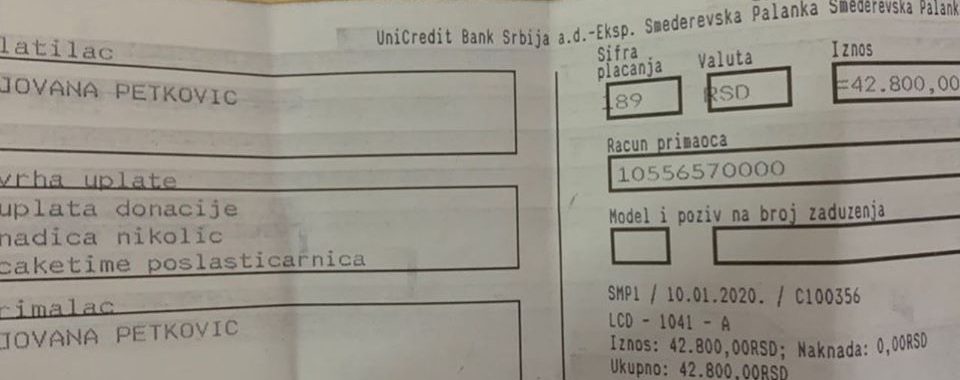 UniCredit Bank Srbija a.d.-Eksp. Smederevska Palanka Smederevska Palank
latilac
JOVANA PETKOVIC
vrha uplate
uplata donacije
nadica nikolic
caketime poslasticarnica
rimalac
JOVANA PETKOVIC
Sifra
placanja
Valuta
Iznos
189
RSD
=42.800,00
Racun primaoca
10556570000
Model i poziv na broj zaduzenja
SMP1 / 10.01.2020. / C100356
LCD - 1041 - A
Iznos: 42.800,00RSD; Naknada: 0,00RSD
Ukupno: 42.800,00RSD